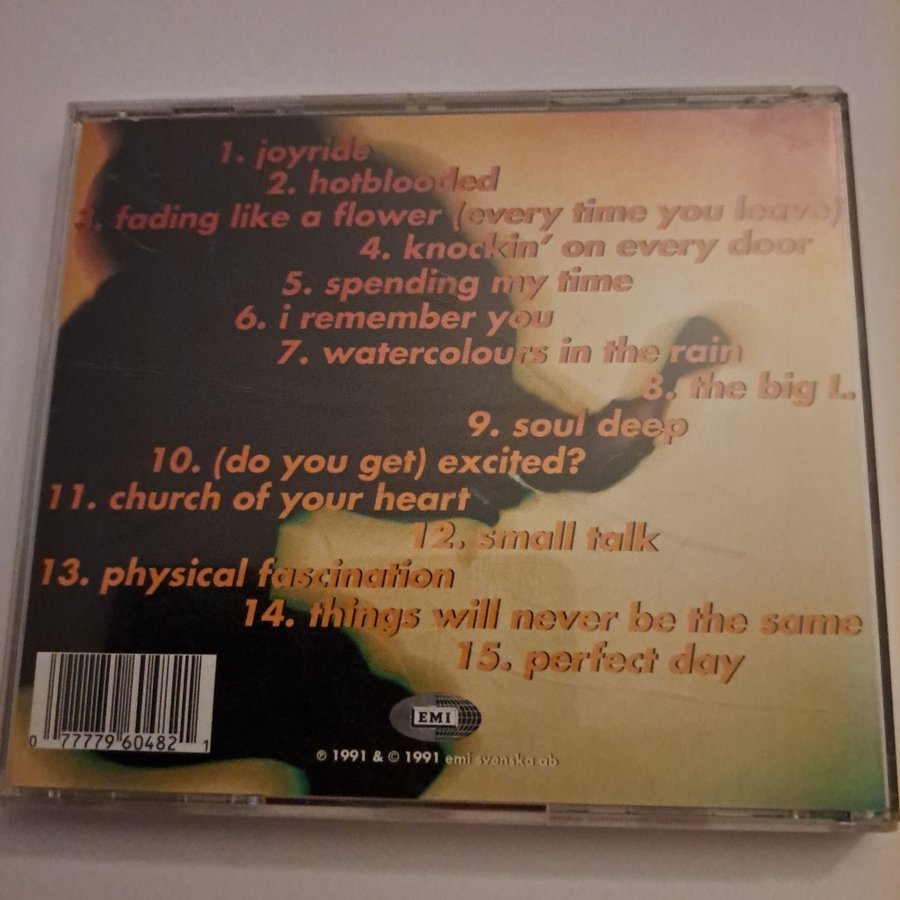 1. joyride
2. hotblooded
3. fading like a flower (every time you leave)
4. knockin' on every door
5. spending my time
6. i remember you
7. watercolours in the rain
8. the big L.
9. soul deep
10. (do you get) excited?
11. church of your heart
12. small talk
13. physical fascination
14. things will never be the same
15. perfect day
0 77779 60482 1
EMI
℗ 1991 & © 1991 emi svenska ab